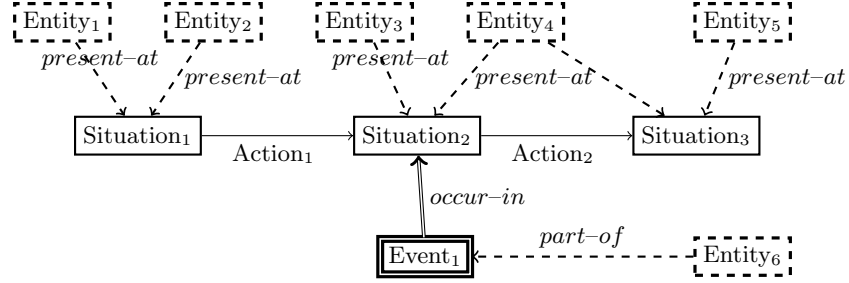 Entity₁ Entity₂ Entity₃ Entity₄ Entity₅
present–at present–at present–at present–at present–at
Situation₁ Situation₂ Situation₃
Action₁ Action₂
occur–in
part–of
Event₁ Entity₆